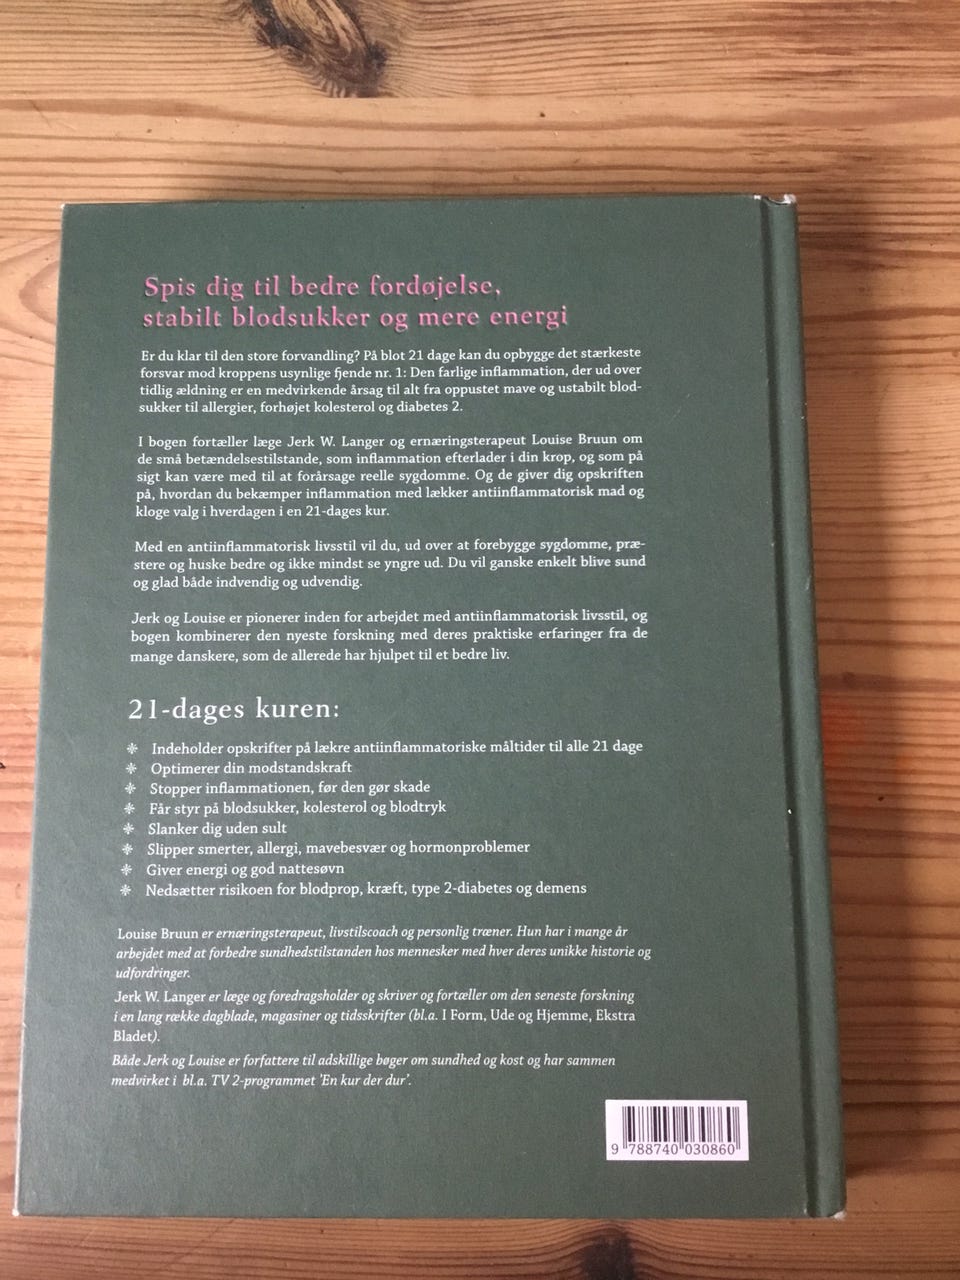 Spis dig til bedre fordøjelse,
stabilt blodsukker og mere energi
Er du klar til den store forvandling? På blot 21 dage kan du opbygge det stærkeste
forsvar mod kroppens usynlige fjende nr. 1: Den farlige inflammation, der ud over
tidlig ældning er en medvirkende årsag til alt fra oppustet mave og ustabilt blod-
sukker til allergier, forhøjet kolesterol og diabetes 2.
I bogen fortæller læge Jerk W. Langer og ernæringsterapeut Louise Bruun om
de små betændelsestilstande, som inflammation efterlader i din krop, og som på
sigt kan være med til at forårsage reelle sygdomme. Og de giver dig opskriften
på, hvordan du bekæmper inflammation med lækker antiinflammatorisk mad og
kloge valg i hverdagen i en 21-dages kur.
Med en antiinflammatorisk livsstil vil du, ud over at forebygge sygdomme, præ-
stere og huske bedre og ikke mindst se yngre ud. Du vil ganske enkelt blive sund
og glad både indvendig og udvendig.
Jerk og Louise er pionerer inden for arbejdet med antiinflammatorisk livsstil, og
bogen kombinerer den nyeste forskning med deres praktiske erfaringer fra de
mange danskere, som de allerede har hjulpet til et bedre liv.
21-dages kuren:
❉ Indeholder opskrifter på lækre antiinflammatoriske måltider til alle 21 dage
❉ Optimerer din modstandskraft
❉ Stopper inflammationen, før den gør skade
❉ Får styr på blodsukker, kolesterol og blodtryk
❉ Slanker dig uden sult
❉ Slipper smerter, allergi, mavebesvær og hormonproblemer
❉ Giver energi og god nattesøvn
❉ Nedsætter risikoen for blodprop, kræft, type 2-diabetes og demens
Louise Bruun er ernæringsterapeut, livstilscoach og personlig træner. Hun har i mange år
arbejdet med at forbedre sundhedstilstanden hos mennesker med hver deres unikke historie og
udfordringer.
Jerk W. Langer er læge og foredragsholder og skriver og fortæller om den seneste forskning
i en lang række dagblade, magasiner og tidsskrifter (bl.a. I Form, Ude og Hjemme, Ekstra
Bladet).
Både Jerk og Louise er forfattere til adskillige bøger om sundhed og kost og har sammen
medvirket i bl.a. TV 2-programmet 'En kur der dur'.
9 788740 030860